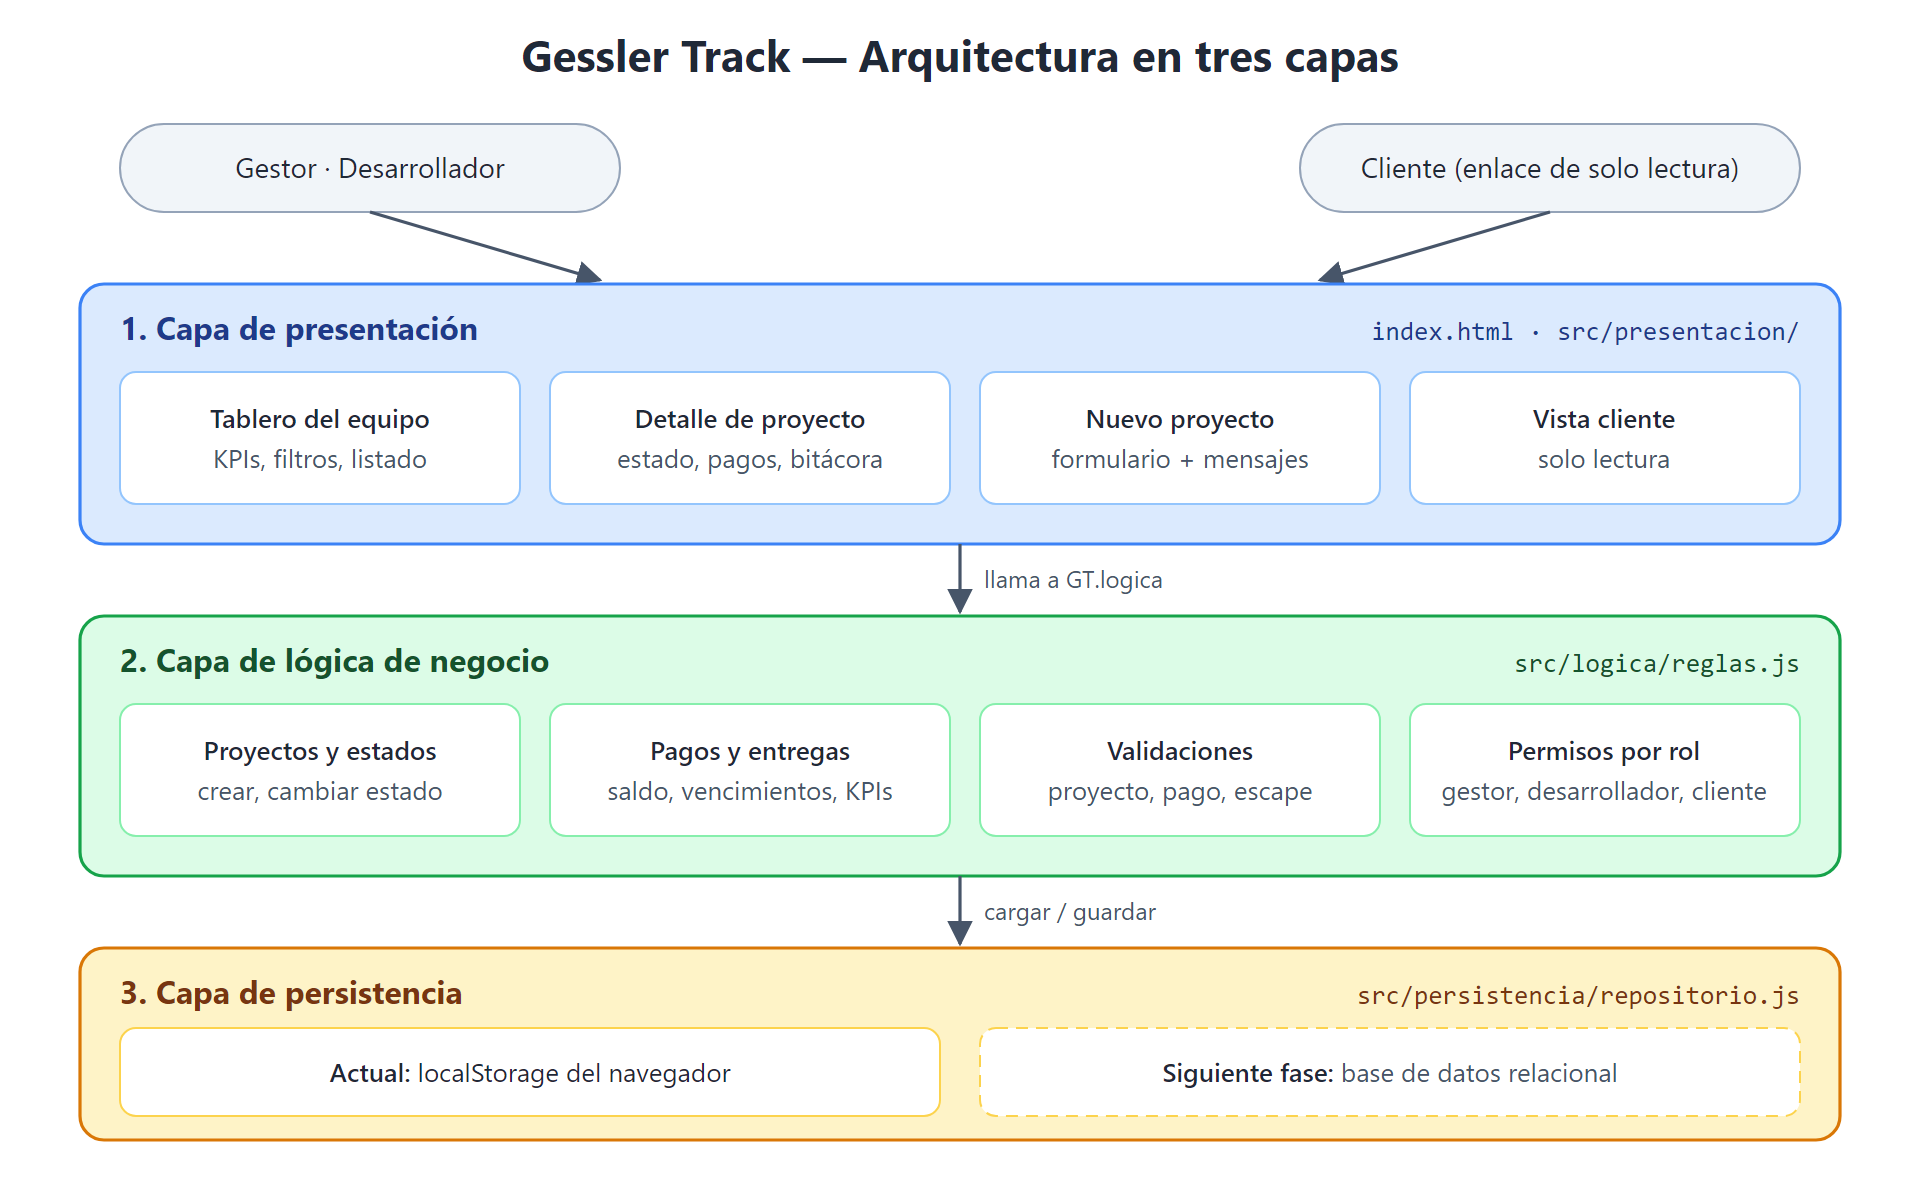 Gessler Track — Arquitectura en tres capas
Gestor · Desarrollador
Cliente (enlace de solo lectura)
1. Capa de presentación
index.html · src/presentacion/
Tablero del equipo
KPIs, filtros, listado
Detalle de proyecto
estado, pagos, bitácora
Nuevo proyecto
formulario + mensajes
Vista cliente
solo lectura
llama a GT.logica
2. Capa de lógica de negocio
src/logica/reglas.js
Proyectos y estados
crear, cambiar estado
Pagos y entregas
saldo, vencimientos, KPIs
Validaciones
proyecto, pago, escape
Permisos por rol
gestor, desarrollador, cliente
cargar / guardar
3. Capa de persistencia
src/persistencia/repositorio.js
Actual: localStorage del navegador
Siguiente fase: base de datos relacional